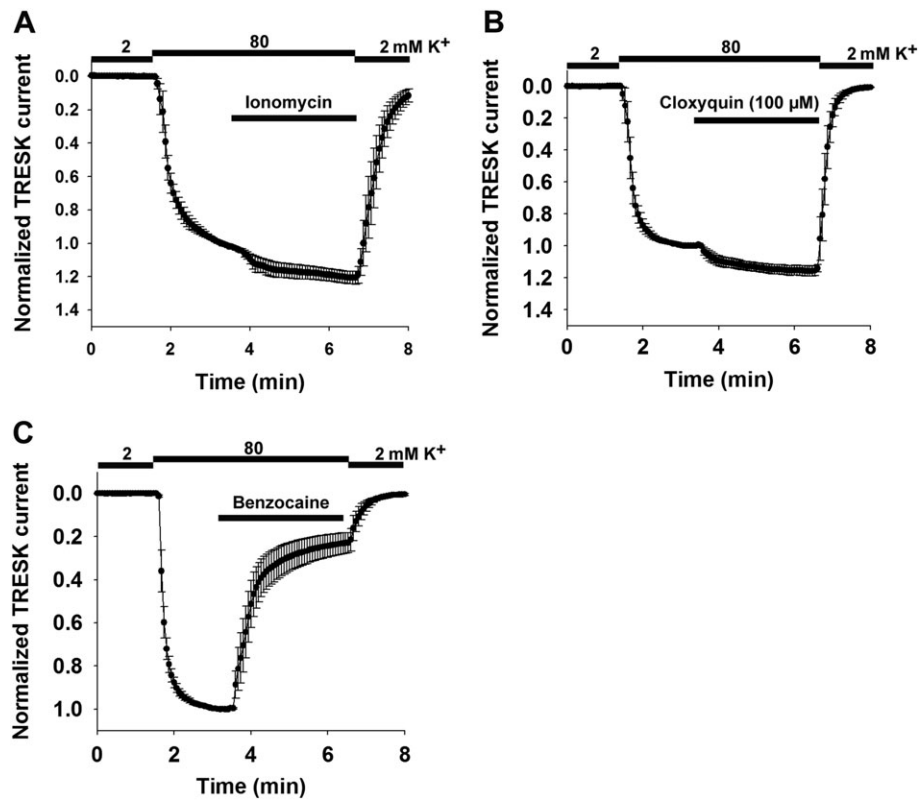 A
2 80 2 mM K+
Ionomycin
Normalized TRESK current
0.0
0.2
0.4
0.6
0.8
1.0
1.2
1.4
0 2 4 6 8
Time (min)
B
2 80 2 mM K+
Cloxyquin (100 µM)
Normalized TRESK current
0.0
0.2
0.4
0.6
0.8
1.0
1.2
1.4
0 2 4 6 8
Time (min)
C
2 80 2 mM K+
Benzocaine
Normalized TRESK current
0.0
0.2
0.4
0.6
0.8
1.0
0 2 4 6 8
Time (min)